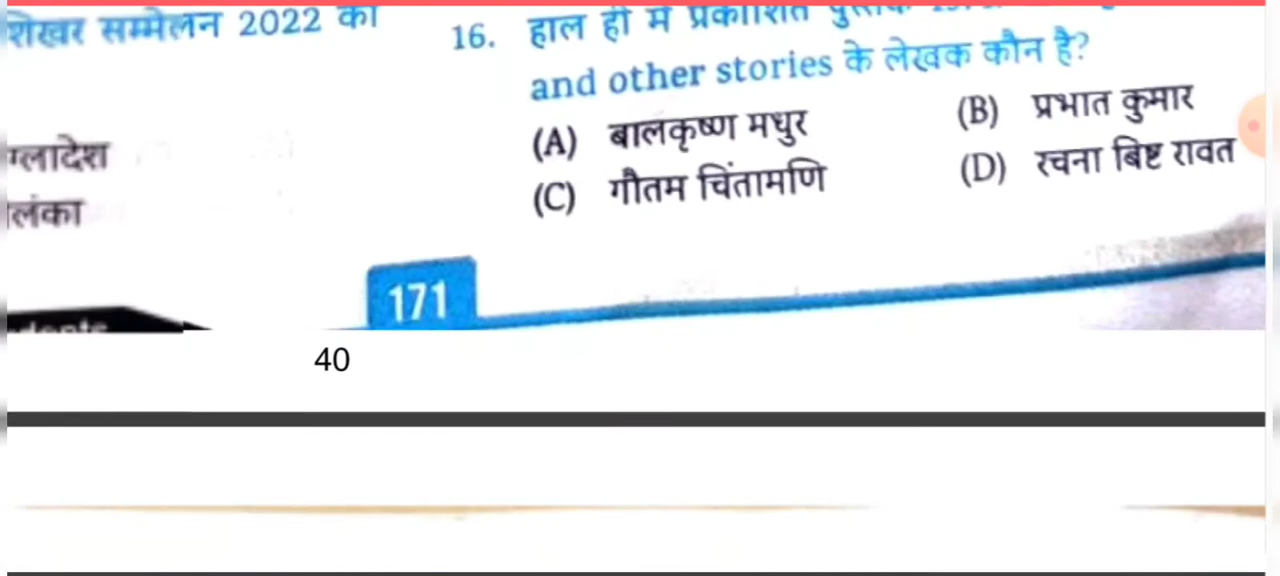 शिखर सम्मेलन 2022 का
ग्लादेश
लंका
16. हाल ही में प्रकाशित
and other stories के लेखक कौन है?
(A) बालकृष्ण मधुर
(B) प्रभात कुमार
(C) गौतम चिंतामणि
(D) रचना बिष्ट रावत
171
40